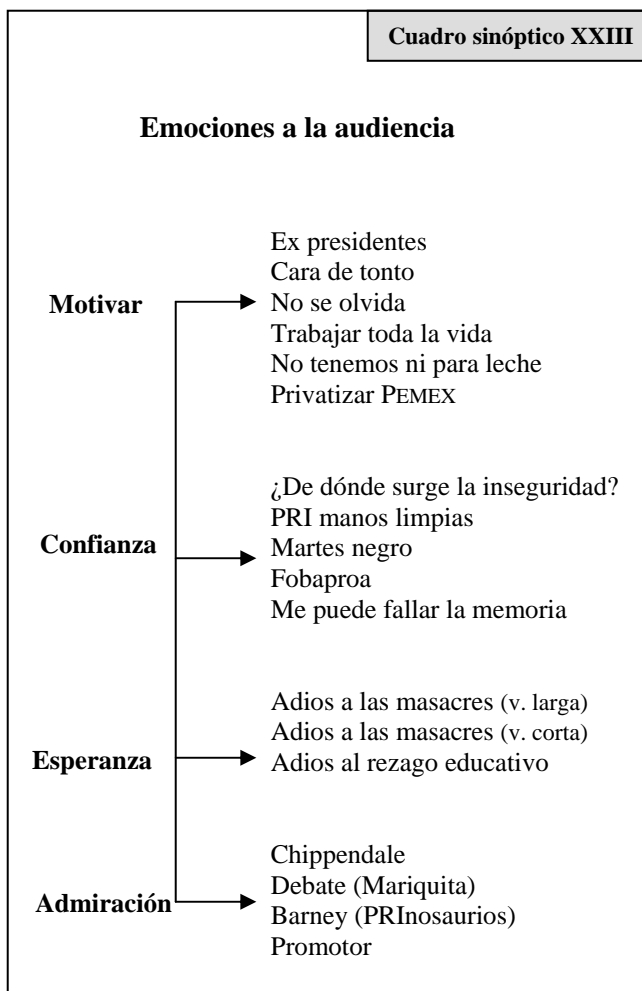 Cuadro sinóptico XXIII
Emociones a la audiencia
Motivar
Ex presidentes
Cara de tonto
No se olvida
Trabajar toda la vida
No tenemos ni para leche
Privatizar PEMEX
Confianza
¿De dónde surge la inseguridad?
PRI manos limpias
Martes negro
Fobaproa
Me puede fallar la memoria
Esperanza
Adios a las masacres (v. larga)
Adios a las masacres (v. corta)
Adios al rezago educativo
Admiración
Chippendale
Debate (Mariquita)
Barney (PRInosaurios)
Promotor